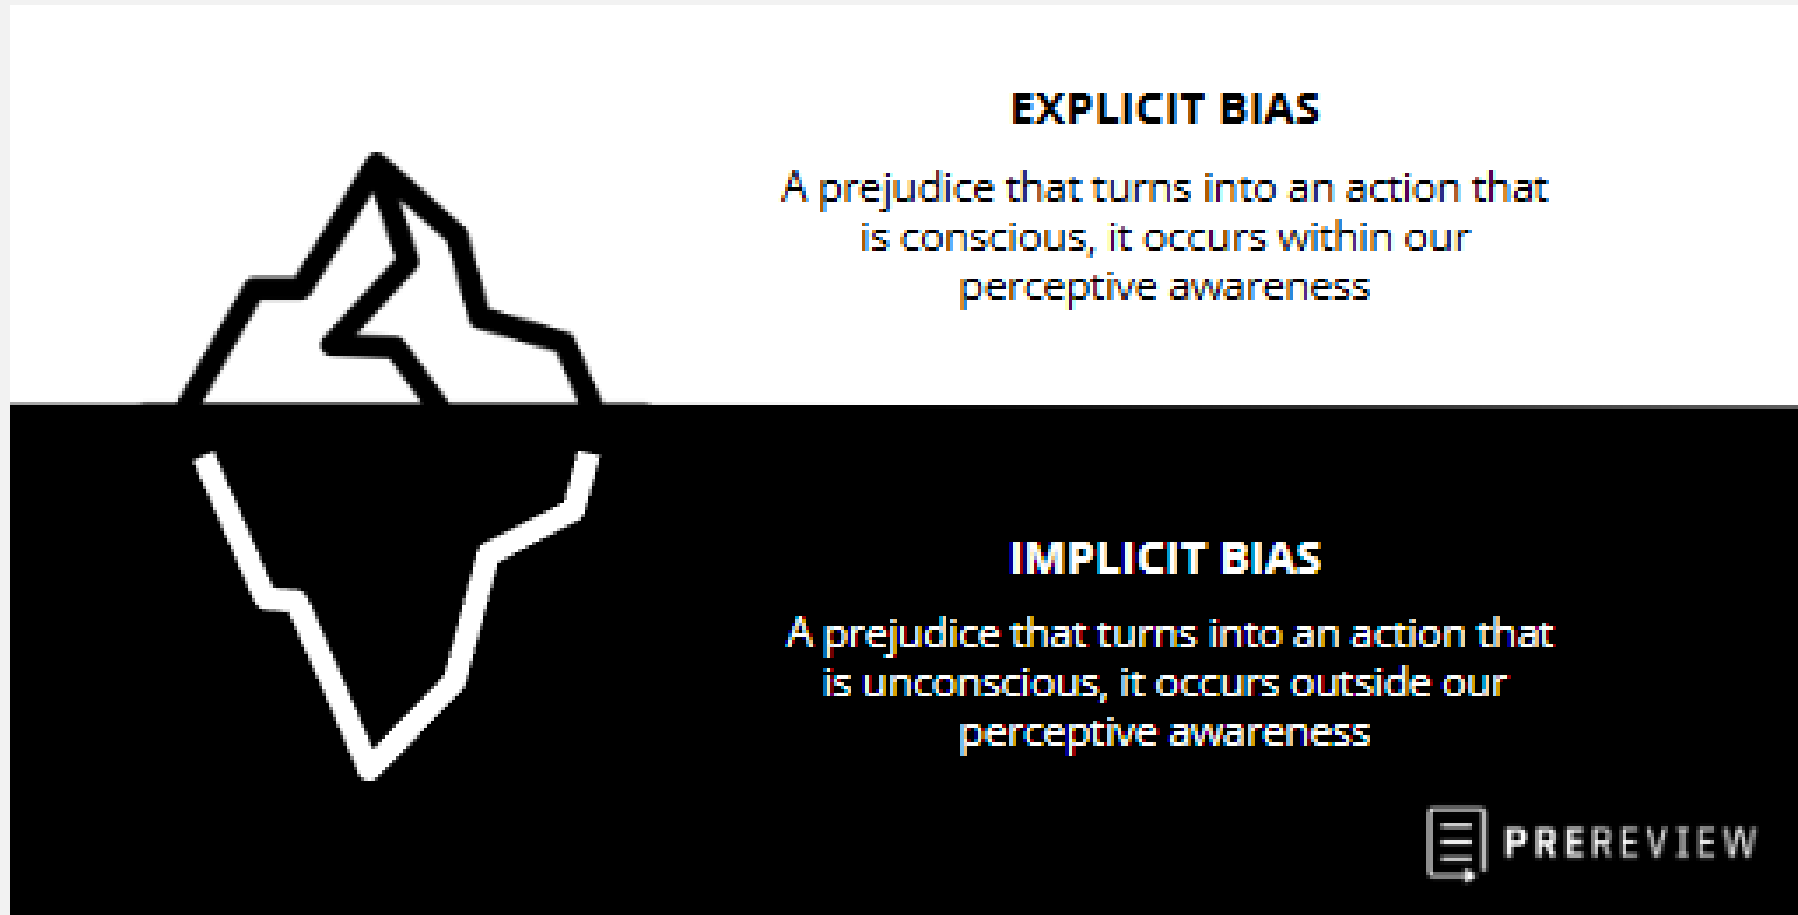 EXPLICIT BIAS
A prejudice that turns into an action that
is conscious, it occurs within our
perceptive awareness
IMPLICIT BIAS
A prejudice that turns into an action that
is unconscious, it occurs outside our
perceptive awareness
PREREVIEW